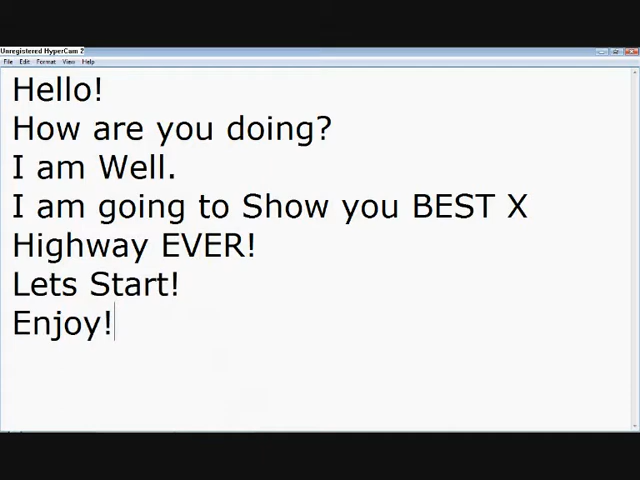 Unregistered HyperCam 2
File Edit Format View Help
Hello!
How are you doing?
I am Well.
I am going to Show you BEST X
Highway EVER!
Lets Start!
Enjoy!